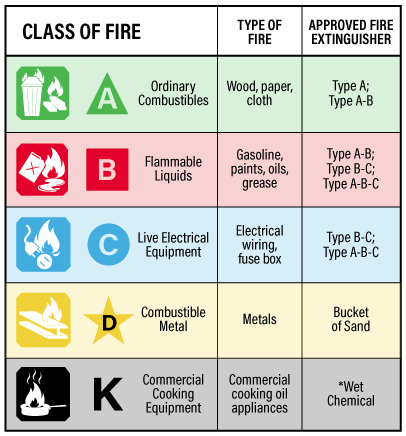 CLASS OF FIRE
TYPE OF
FIRE
APPROVED FIRE
EXTINGUISHER
A
Ordinary
Combustibles
Wood, paper,
cloth
Type A;
Type A-B
B
Flammable
Liquids
Gasoline,
paints, oils,
grease
Type A-B;
Type B-C;
Type A-B-C
C
Live Electrical
Equipment
Electrical
wiring,
fuse box
Type B-C;
Type A-B-C
D
Combustible
Metal
Metals
Bucket
of Sand
K
Commercial
Cooking
Equipment
Commercial
cooking oil
appliances
*Wet
Chemical